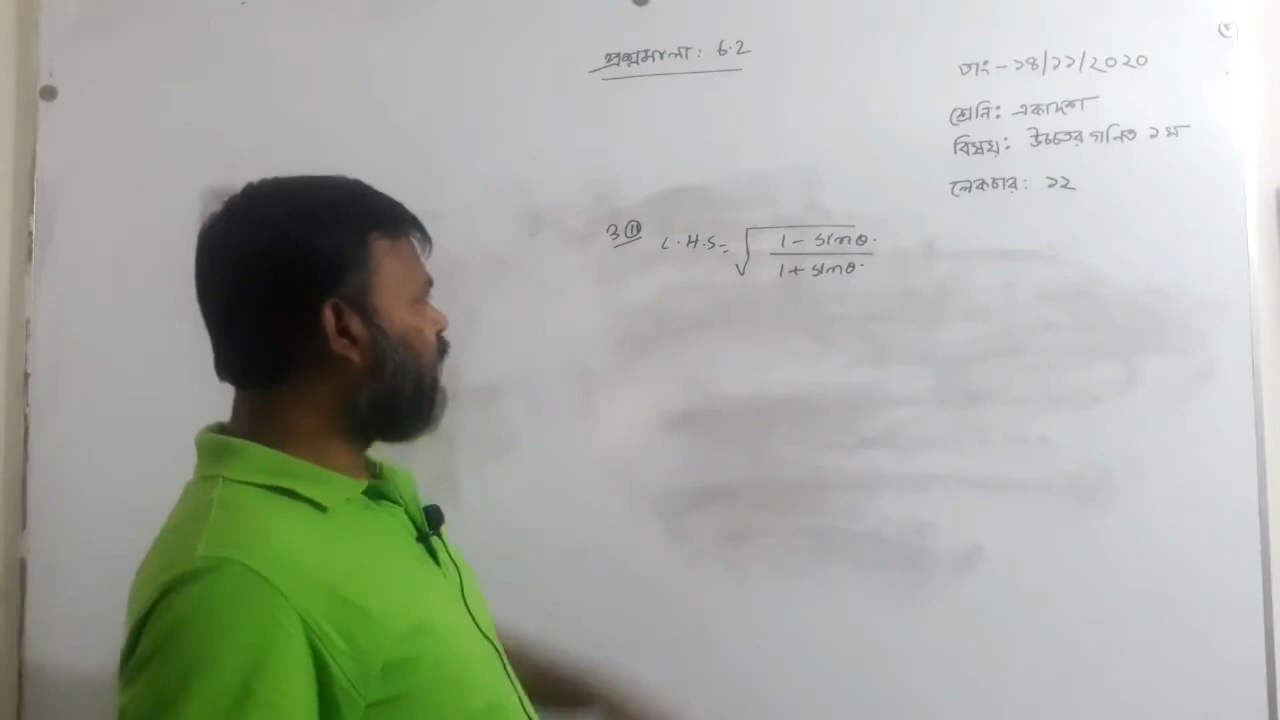 প্রশ্নমালা: 6.2
তাং-১৪/১১/২০২০
শ্রেনি: একাদশ
বিষয়: উচ্চতর গনিত ১ম
লেকচার: ১২
3 (ii) L.H.S = √((1 - sinθ)/(1 + sinθ))